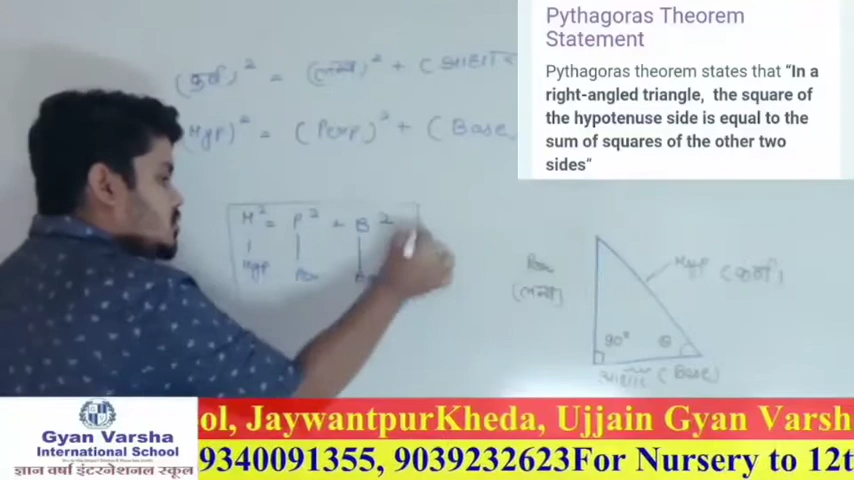 Pythagoras Theorem
Statement
Pythagoras theorem states that “In a
right-angled triangle, the square of
the hypotenuse side is equal to the
sum of squares of the other two
sides”
(कर्ण)² = (लम्ब)² + (आधार
(Hyp)² = (Perp)² + (Base
H² = P² + B²
Hyp Per
Per
(लम्ब)
Hyp (कर्ण)
90° θ
आधार (Base)
Gyan Varsha
International School
ज्ञान वर्षा इंटरनेशनल स्कूल
ol, JaywantpurKheda, Ujjain Gyan Varsh
9340091355, 9039232623For Nursery to 12t